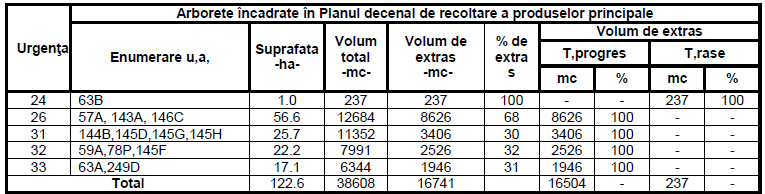 Arborete încadrate în Planul decenal de recoltare a produselor principale
Urgenţa Enumerare u,a, Suprafata -ha- Volum total -mc- Volum de extras -mc- % de extra s Volum de extras
T,progres T,rase
mc % mc %
24 63B 1.0 237 237 100 - - 237 100
26 57A, 143A, 146C 56.6 12684 8626 68 8626 100 - -
31 144B,145D,145G,145H 25.7 11352 3406 30 3406 100 - -
32 59A,78P,145F 22.2 7991 2526 32 2526 100 - -
33 63A,249D 17.1 6344 1946 31 1946 100 - -
Total 122.6 38608 16741 16504 - 237 -